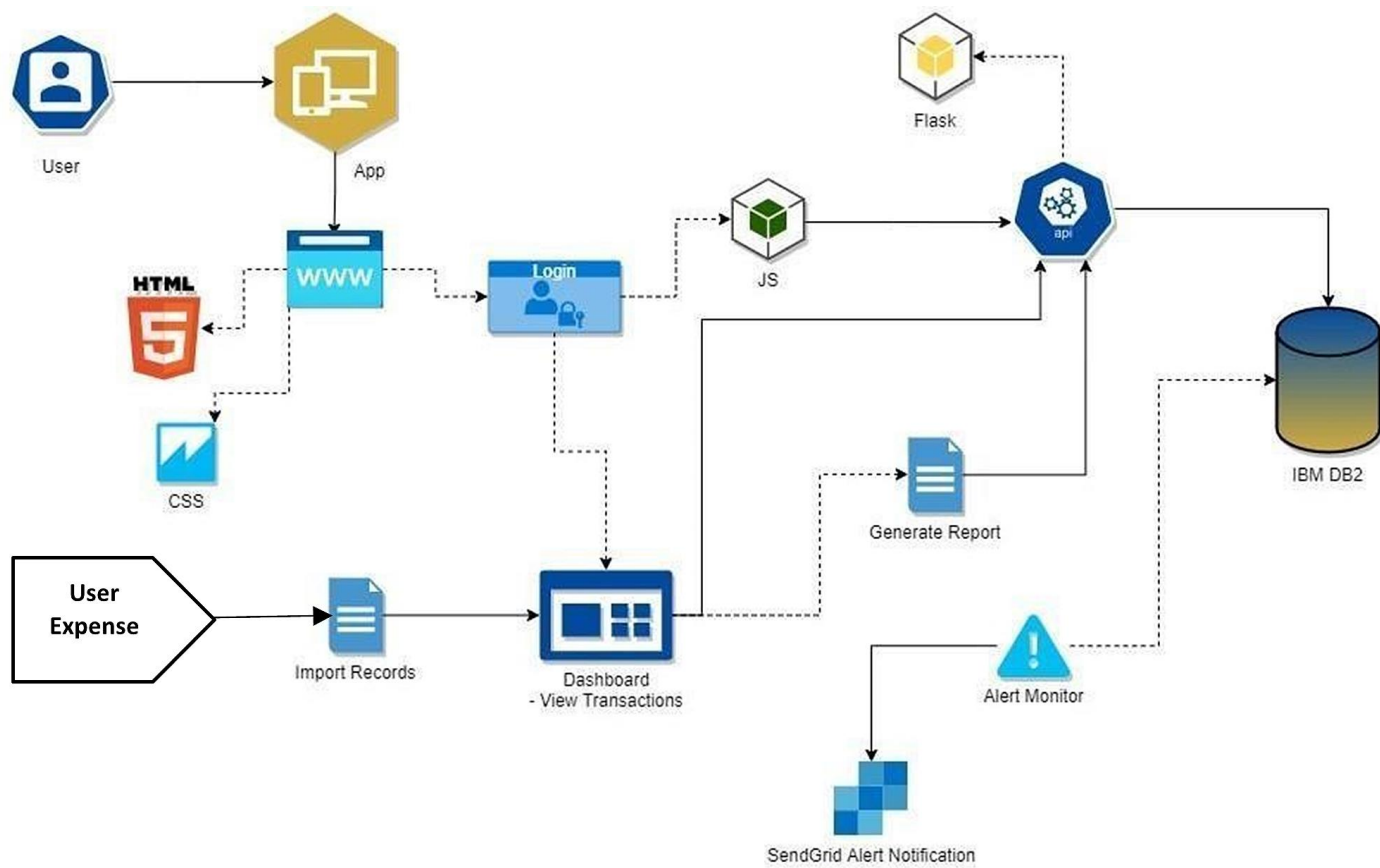 User
App
Flask
api
JS
WWW
HTML
5
Login
CSS
IBM DB2
Generate Report
User
Expense
Import Records
Dashboard
- View Transactions
Alert Monitor
SendGrid Alert Notification